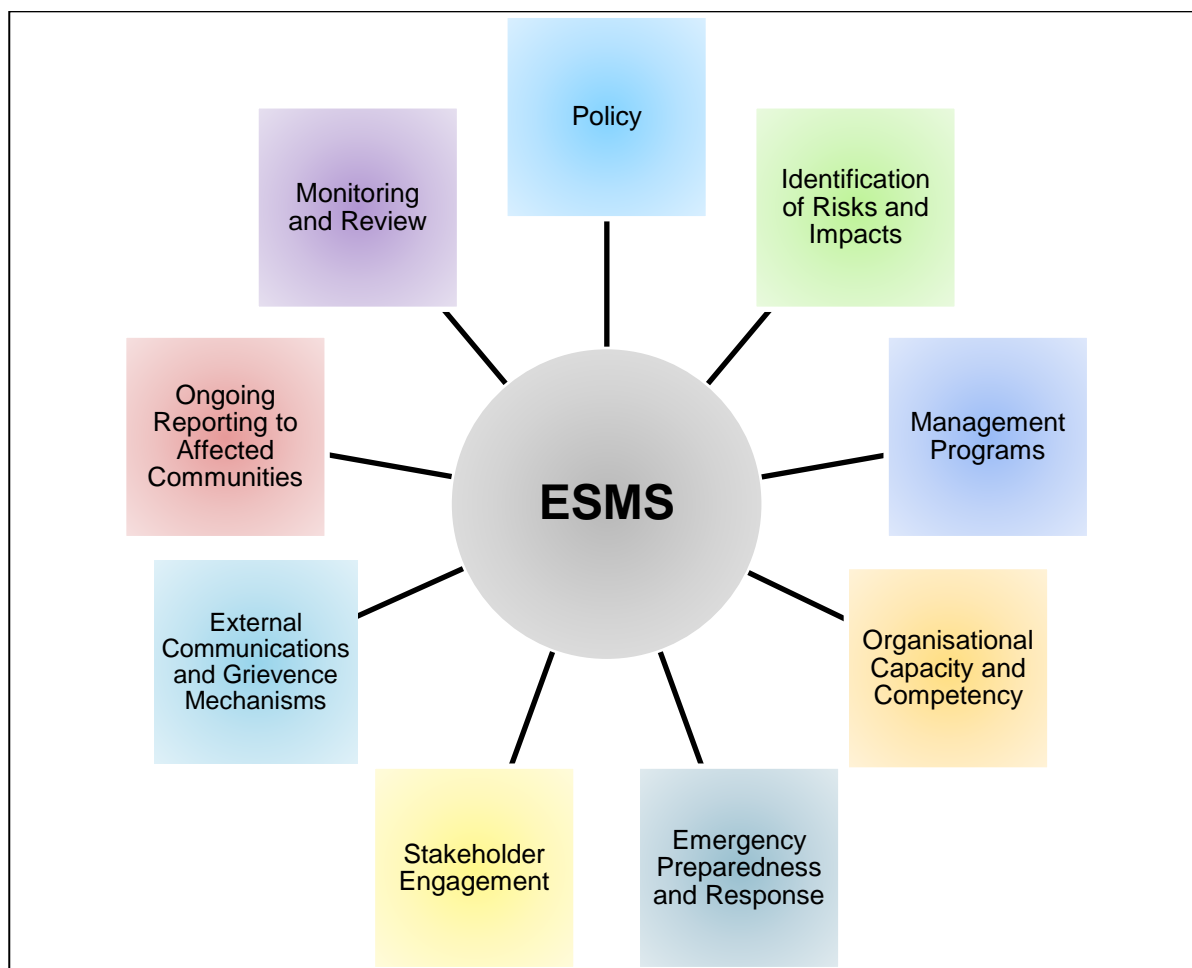 Policy
Identification
of Risks and
Impacts
Management
Programs
Organisational
Capacity and
Competency
Emergency
Preparedness
and Response
Stakeholder
Engagement
External
Communications
and Grievence
Mechanisms
Ongoing
Reporting to
Affected
Communities
Monitoring
and Review
ESMS